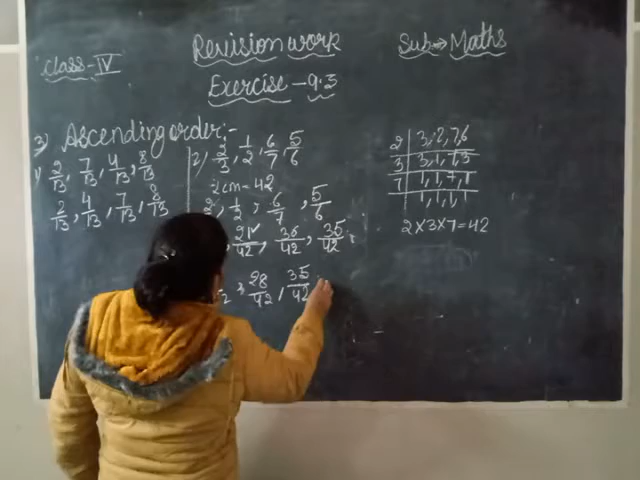 Revision work
Sub→Maths
Class-IV
Exercise-9.3
3) Ascending order:-
1) 2/13, 7/13, 4/13, 8/13
2/13, 4/13, 7/13, 8/13
2) 2/3, 1/2, 6/7, 5/6
2cm=42
2, 1/2, 6/7, 5/6
21/42, 36/42, 35/42
28/42, 35/42
2 | 3,2,7,6
3 | 3,1,7,3
7 | 1,1,7,1
1,1,1,1
2×3×7=42